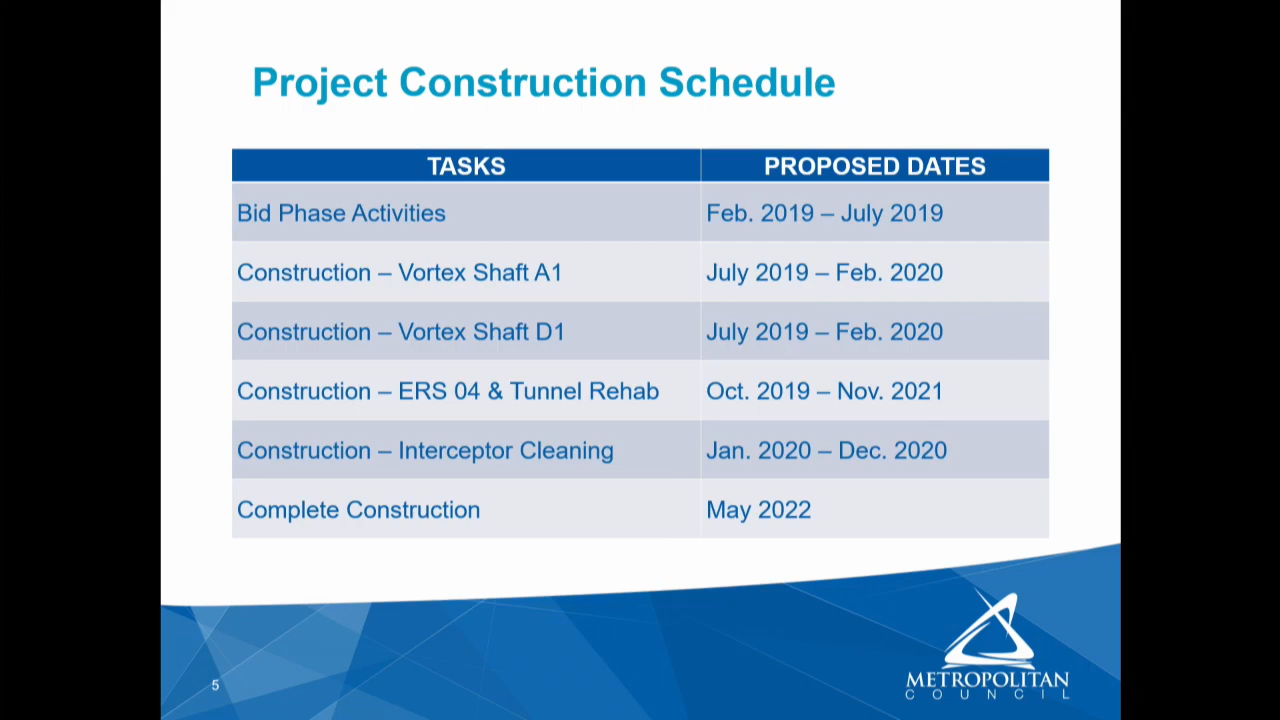 Project Construction Schedule
TASKS PROPOSED DATES
Bid Phase Activities Feb. 2019 – July 2019
Construction – Vortex Shaft A1 July 2019 – Feb. 2020
Construction – Vortex Shaft D1 July 2019 – Feb. 2020
Construction – ERS 04 & Tunnel Rehab Oct. 2019 – Nov. 2021
Construction – Interceptor Cleaning Jan. 2020 – Dec. 2020
Complete Construction May 2022
5
METROPOLITAN
COUNCIL